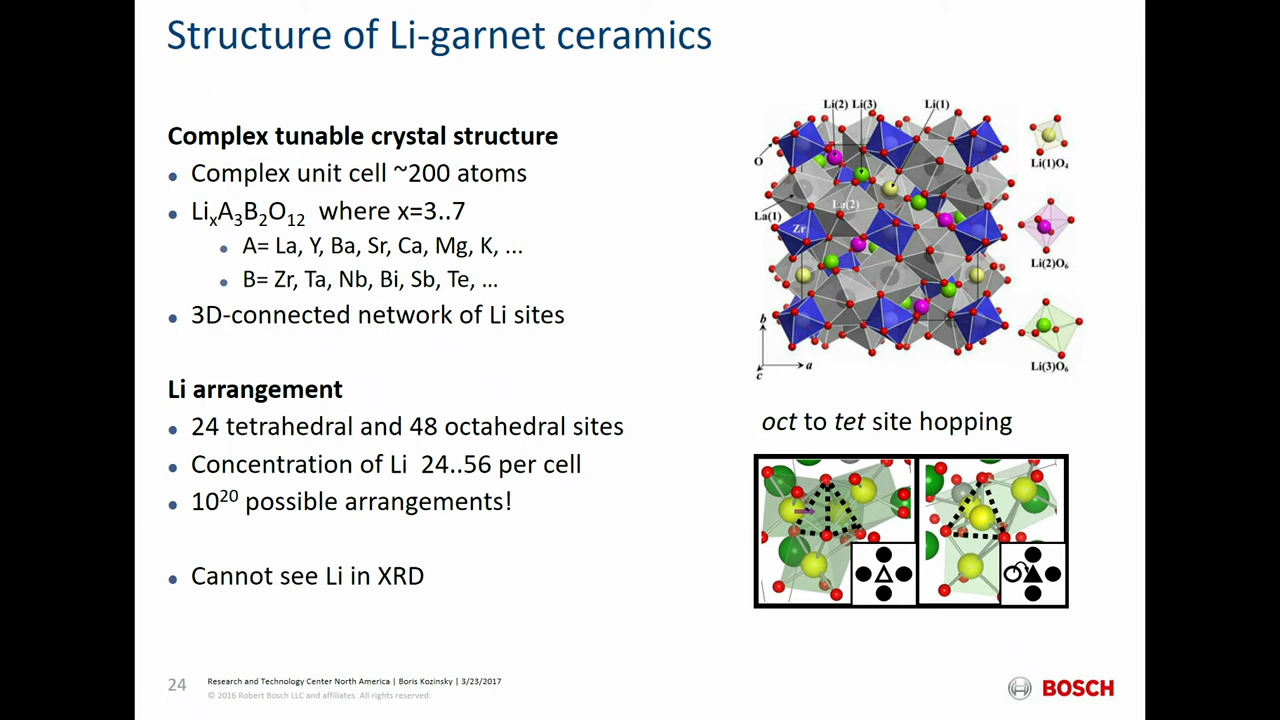 Structure of Li-garnet ceramics
Complex tunable crystal structure
• Complex unit cell ~200 atoms
• LiₓA₃B₂O₁₂ where x=3..7
• A= La, Y, Ba, Sr, Ca, Mg, K, ...
• B= Zr, Ta, Nb, Bi, Sb, Te, ...
• 3D-connected network of Li sites
Li arrangement
• 24 tetrahedral and 48 octahedral sites
• Concentration of Li 24..56 per cell
• 10²⁰ possible arrangements!
• Cannot see Li in XRD
Li(2) Li(3) Li(1)
O
La(1)
La(2)
Zr
b
a
c
Li(1)O₄
Li(2)O₆
Li(3)O₆
oct to tet site hopping
24
Research and Technology Center North America | Boris Kozinsky | 3/23/2017
© 2016 Robert Bosch LLC and affiliates. All rights reserved.
BOSCH